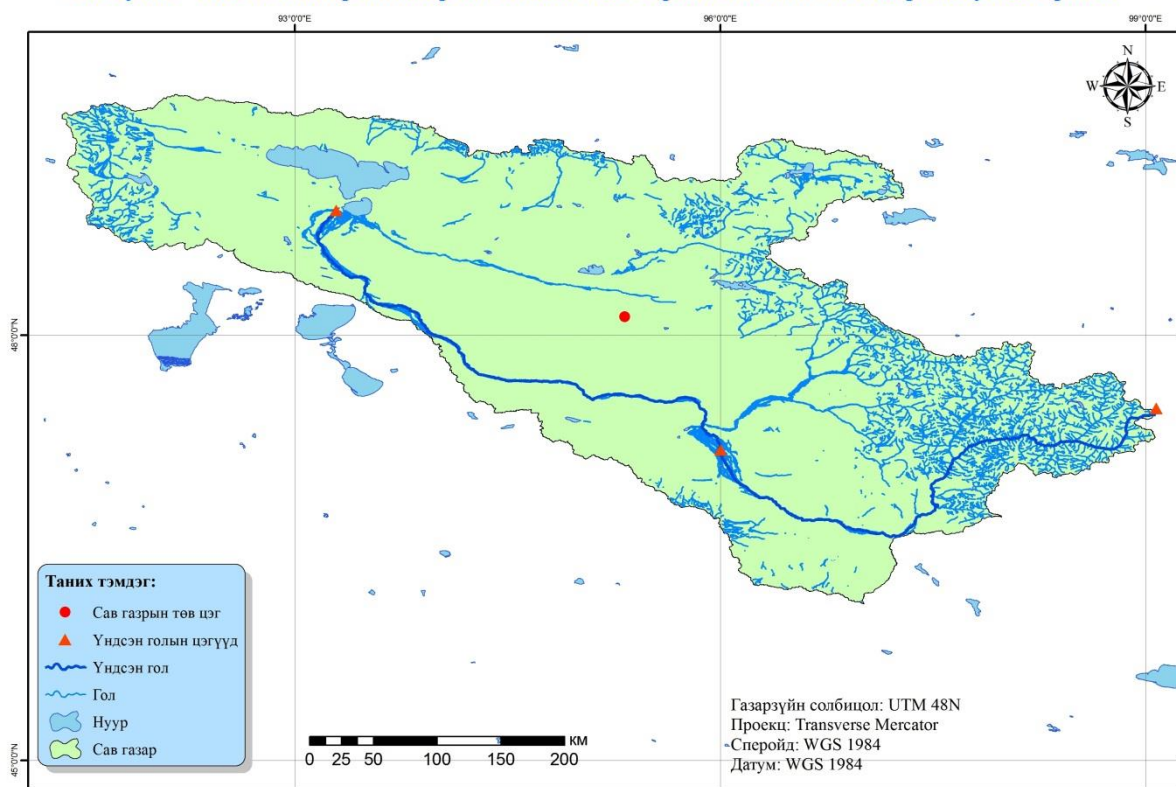 93°0'0"E 96°0'0"E 99°0'0"E
N
W E
S
48°0'0"N
45°0'0"N
Таних тэмдэг:
Сав газрын төв цэг
Үндсэн голын цэгүүд
Үндсэн гол
Гол
Нуур
Сав газар
км
0 25 50 100 150 200
Газарзүйн солбицол: UTM 48N
Проекц: Transverse Mercator
Сперойд: WGS 1984
Датум: WGS 1984